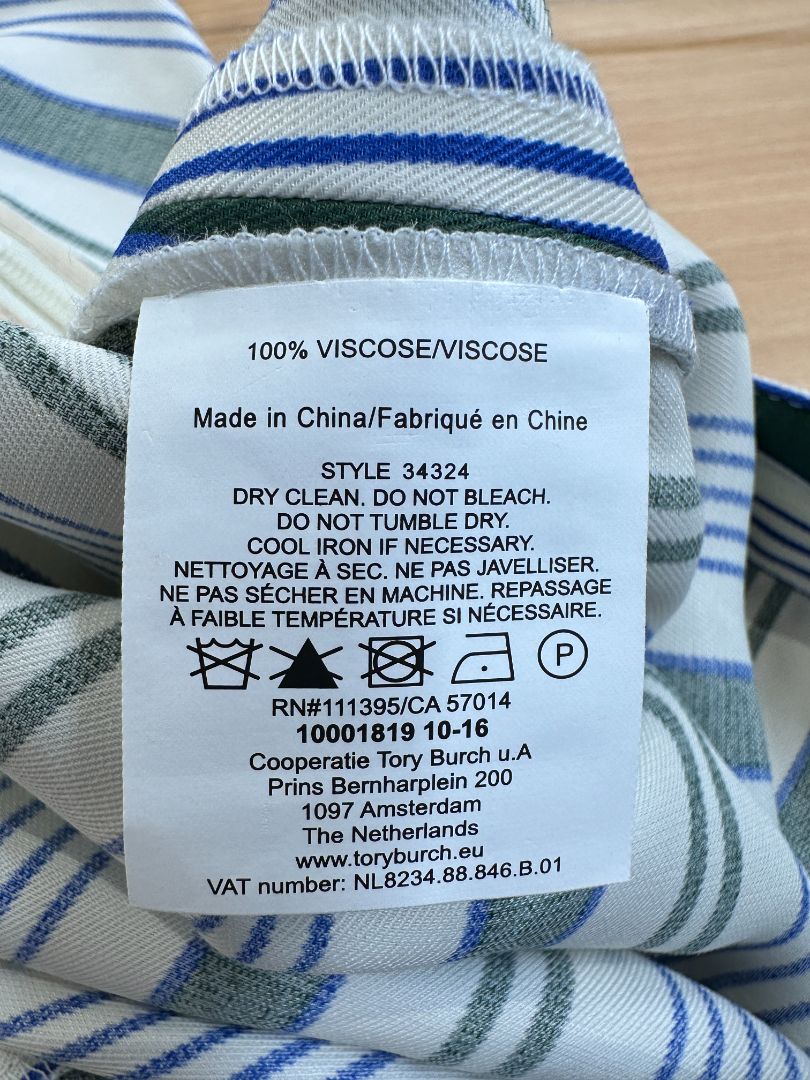 100% VISCOSE/VISCOSE
Made in China/Fabriqué en Chine
STYLE 34324
DRY CLEAN. DO NOT BLEACH.
DO NOT TUMBLE DRY.
COOL IRON IF NECESSARY.
NETTOYAGE À SEC. NE PAS JAVELLISER.
NE PAS SÉCHER EN MACHINE. REPASSAGE
À FAIBLE TEMPÉRATURE SI NÉCESSAIRE.
P
RN#111395/CA 57014
10001819 10-16
Cooperatie Tory Burch u.A
Prins Bernharplein 200
1097 Amsterdam
The Netherlands
www.toryburch.eu
VAT number: NL8234.88.846.B.01